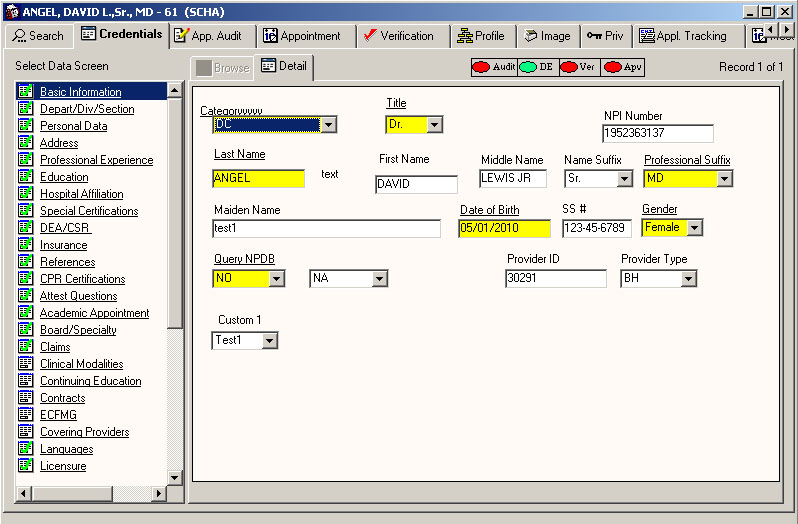 ANGEL, DAVID L.,Sr., MD - 61 (SCHA)
Search Credentials App. Audit Appointment Verification Profile Image Priv Appl. Tracking
Select Data Screen
Browse Detail Audit DE Ver Apv Record 1 of 1
Basic Information
Depart/Div/Section
Personal Data
Address
Professional Experience
Education
Hospital Affiliation
Special Certifications
DEA/CSR
Insurance
References
CPR Certifications
Attest Questions
Academic Appointment
Board/Specialty
Claims
Clinical Modalities
Continuing Education
Contracts
ECFMG
Covering Providers
Languages
Licensure
Categoryyyyy Title NPI Number
DC Dr. 1952363137
Last Name First Name Middle Name Name Suffix Professional Suffix
ANGEL text DAVID LEWIS JR Sr. MD
Maiden Name Date of Birth SS # Gender
test1 05/01/2010 123-45-6789 Female
Query NPDB Provider ID Provider Type
NO NA 30291 BH
Custom 1
Test1